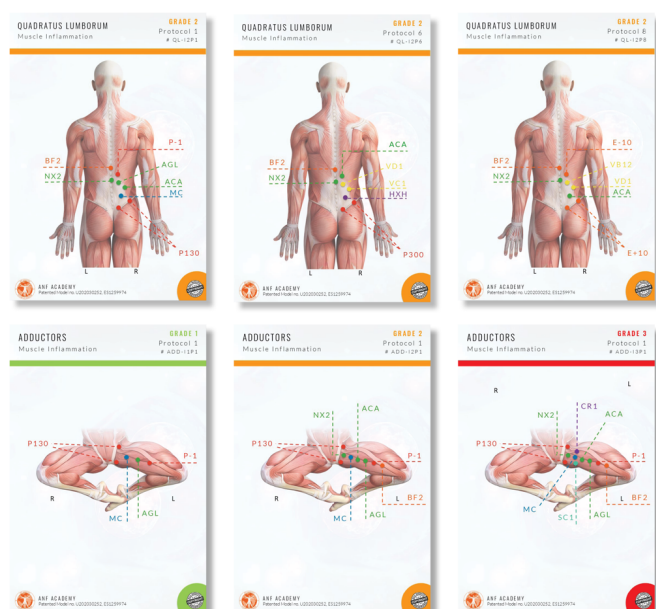 QUADRATUS LUMBORUM
Muscle Inflammation
GRADE 2
Protocol 1
# QL-I2P1
P-1
BF2
AGL
NX2
ACA
MC
P130
L
R
ANF ACADEMY
QUADRATUS LUMBORUM
Muscle Inflammation
GRADE 2
Protocol 6
# QL-I2P6
ACA
BF2
VD1
NX2
VC1
HXH
P300
L
R
ANF ACADEMY
QUADRATUS LUMBORUM
Muscle Inflammation
GRADE 2
Protocol 8
# QL-I2P8
E-10
BF2
VB12
NX2
VD1
ACA
E+10
L
R
ANF ACADEMY
ADDUCTORS
Muscle Inflammation
GRADE 1
Protocol 1
# ADD-I1P1
P130
P-1
R
L
MC
AGL
ANF ACADEMY
ADDUCTORS
Muscle Inflammation
GRADE 2
Protocol 1
# ADD-I2P1
ACA
NX2
P130
P-1
R
L
BF2
MC
AGL
ANF ACADEMY
ADDUCTORS
Muscle Inflammation
GRADE 3
Protocol 1
# ADD-I3P1
R
L
CR1
NX2
ACA
P130
P-1
R
L
BF2
MC
SC1
AGL
ANF ACADEMY